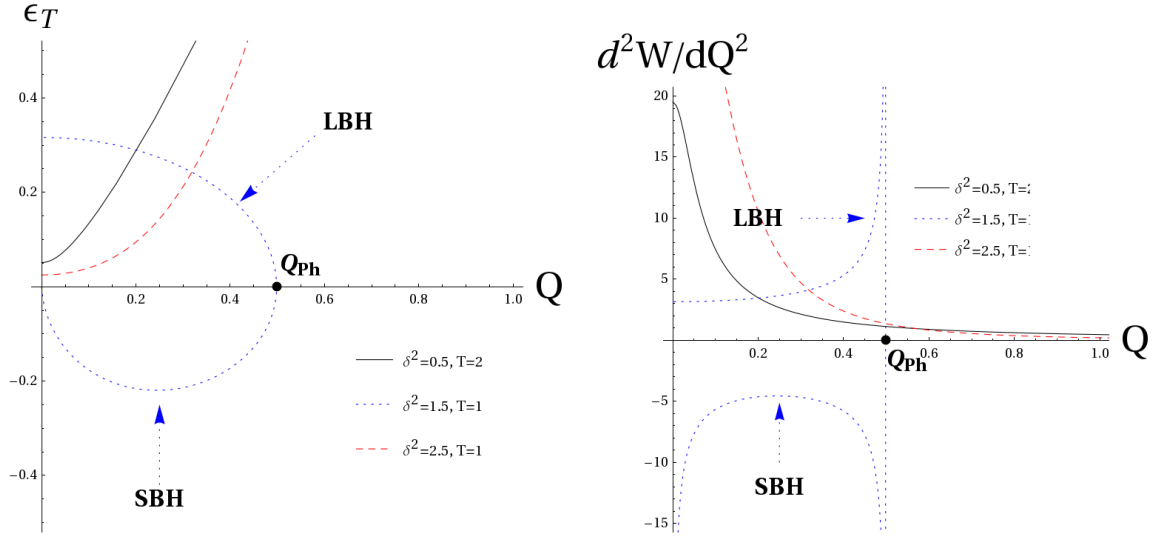 ϵ_T
0.4
0.2
-0.2
-0.4
0.2
0.4
0.6
0.8
1.0
Q
LBH
Q_Ph
SBH
δ²=0.5, T=2
δ²=1.5, T=1
δ²=2.5, T=1
d²W/dQ²
20
15
10
5
-5
-10
-15
0.2
0.4
0.6
0.8
1.0
Q
LBH
Q_Ph
SBH
δ²=0.5, T=2
δ²=1.5, T=
δ²=2.5, T=